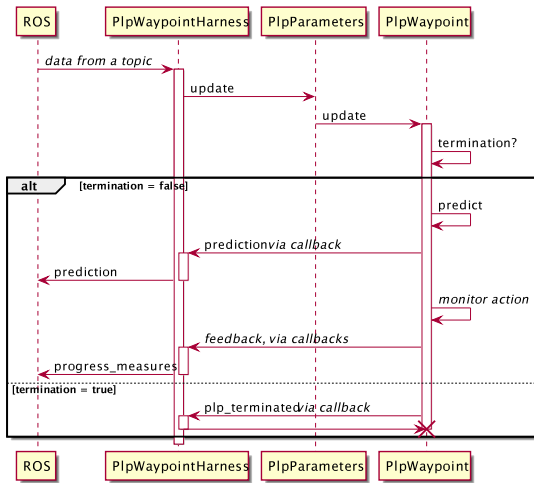 ROS PlpWaypointHarness PlpParameters PlpWaypoint
data from a topic
update
update
termination?
alt [termination = false]
predict
predictionvia callback
prediction
monitor action
feedback, via callbacks
progress_measures
[termination = true]
plp_terminatedvia callback
ROS PlpWaypointHarness PlpParameters PlpWaypoint